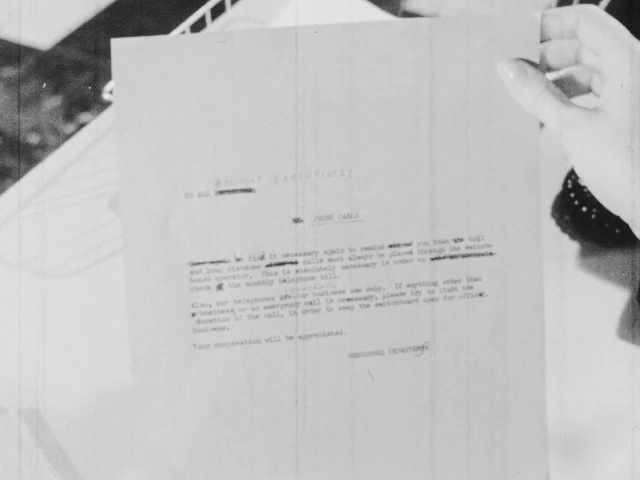 EXECUTIVES:
TO ALL
PHONE CALLS
find it necessary again to remind you that toll
and long distance calls must always be placed through the switch-
board operator. This is absolutely necessary in order to
check the monthly telephone bill.
Also, our telephones are for business use only. If anything other than
business or an emergency call is necessary, please try to limit the
duration of the call, in order to keep the switchboard open for office
business.
Your cooperation will be appreciated.
PERSONNEL DEPARTMENT